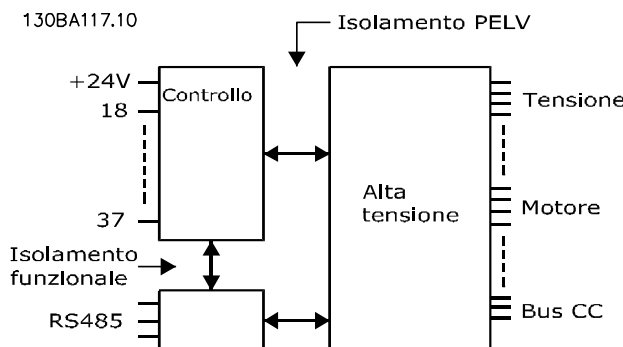 130BA117.10
Isolamento PELV
+24V
Controllo
18
Tensione
Alta
tensione
Motore
37
Isolamento
funzionale
RS485
Bus CC